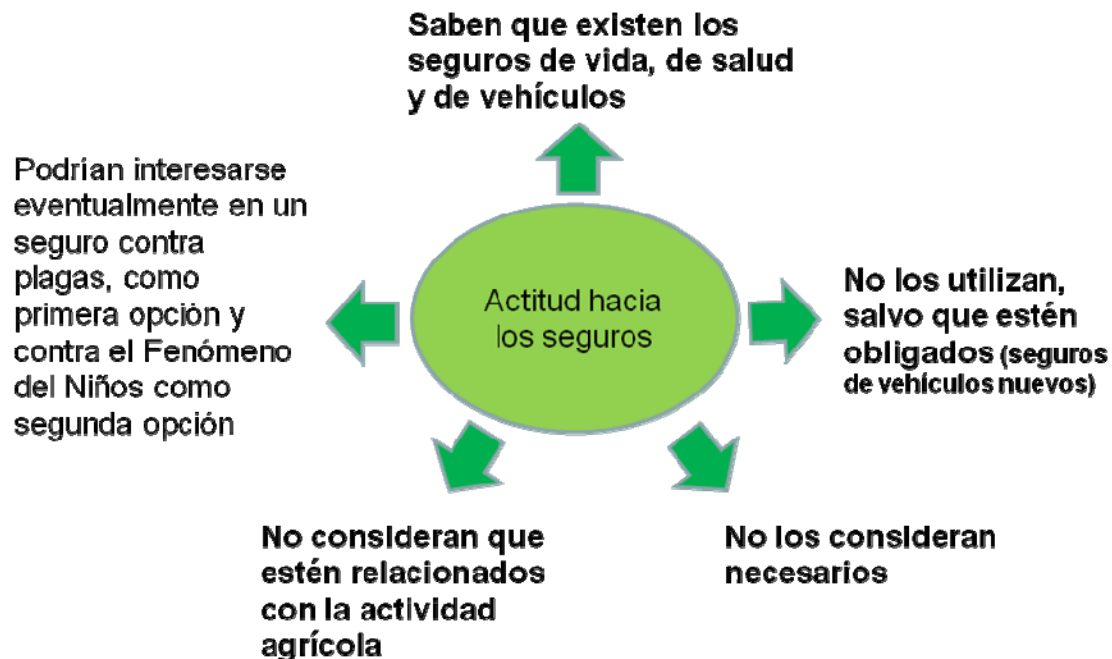 Saben que existen los
seguros de vida, de salud
y de vehículos
Podrían interesarse
eventualmente en un
seguro contra
plagas, como
primera opción y
contra el Fenómeno
del Niños como
segunda opción
Actitud hacia
los seguros
No los utilizan,
salvo que estén
obligados (seguros
de vehículos nuevos)
No consideran que
estén relacionados
con la actividad
agrícola
No los consideran
necesarios